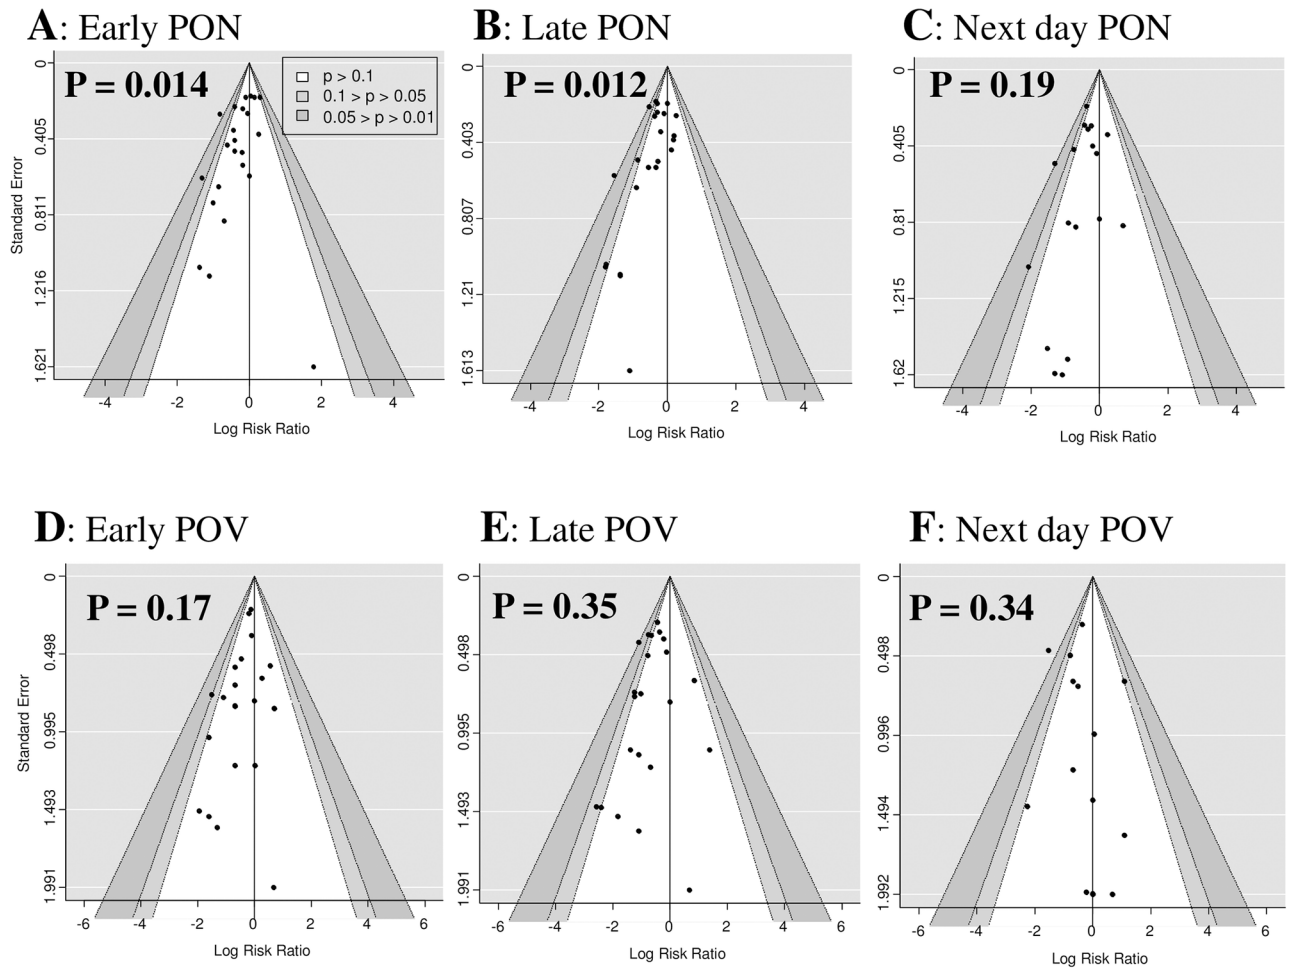 A: Early PON
P = 0.014
p > 0.1
0.1 > p > 0.05
0.05 > p > 0.01
Standard Error
0
0.405
0.811
1.216
1.621
-4 -2 0 2 4
Log Risk Ratio
B: Late PON
P = 0.012
0
0.403
0.807
1.21
1.613
-4 -2 0 2 4
Log Risk Ratio
C: Next day PON
P = 0.19
0
0.405
0.81
1.215
1.62
-4 -2 0 2 4
Log Risk Ratio
D: Early POV
P = 0.17
Standard Error
0
0.498
0.995
1.493
1.991
-6 -4 -2 0 2 4 6
Log Risk Ratio
E: Late POV
P = 0.35
0
0.498
0.995
1.493
1.991
-6 -4 -2 0 2 4 6
Log Risk Ratio
F: Next day POV
P = 0.34
0
0.498
0.996
1.494
1.992
-6 -4 -2 0 2 4 6
Log Risk Ratio